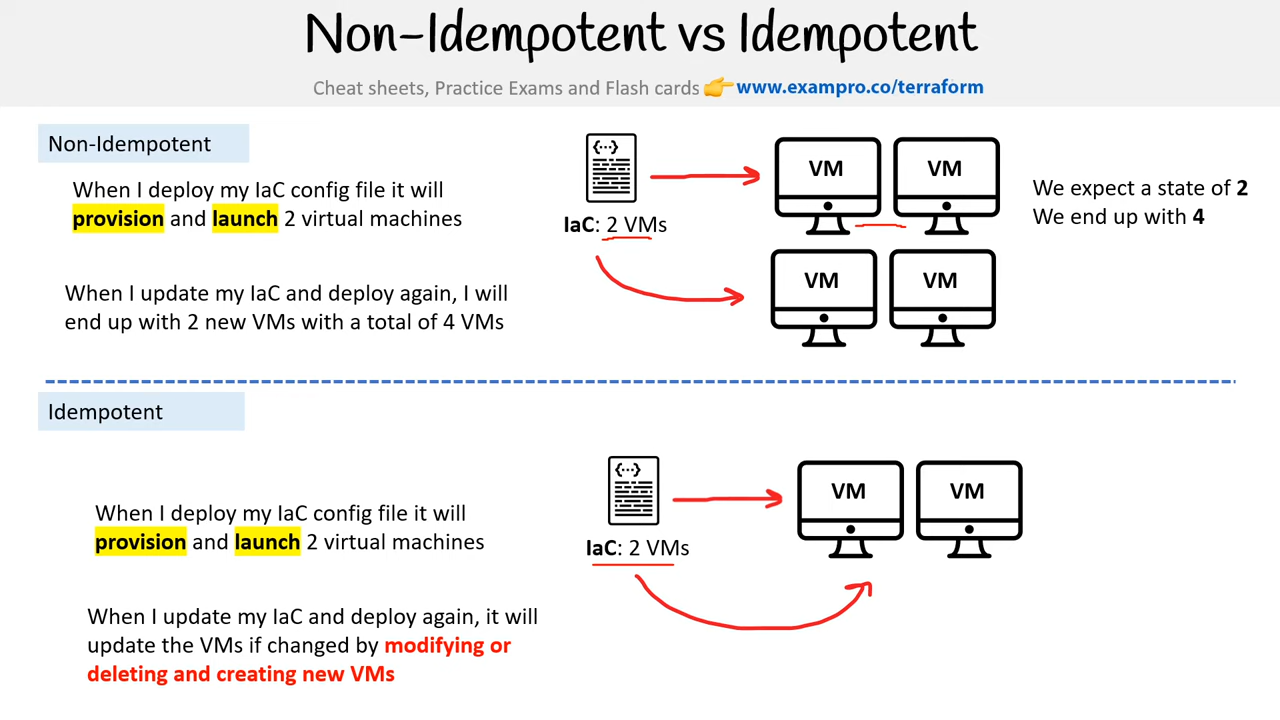 Non-Idempotent vs Idempotent
Cheat sheets, Practice Exams and Flash cards 👉 www.exampro.co/terraform
Non-Idempotent
When I deploy my IaC config file it will
provision and launch 2 virtual machines
When I update my IaC and deploy again, I will
end up with 2 new VMs with a total of 4 VMs
{···}
IaC: 2 VMs
VM
VM
VM
VM
We expect a state of 2
We end up with 4
Idempotent
When I deploy my IaC config file it will
provision and launch 2 virtual machines
When I update my IaC and deploy again, it will
update the VMs if changed by modifying or
deleting and creating new VMs
{···}
IaC: 2 VMs
VM
VM